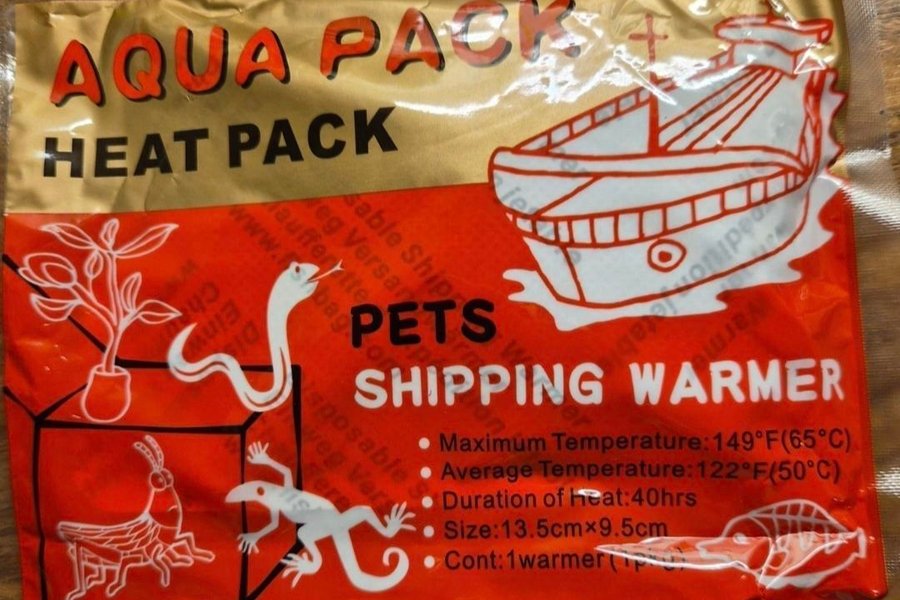 AQUA PACK
HEAT PACK
PETS
SHIPPING WARMER
• Maximum Temperature:149°F(65°C)
• Average Temperature:122°F(50°C)
• Duration of Heat:40hrs
• Size:13.5cm×9.5cm
• Cont:1warmer(1pkg)